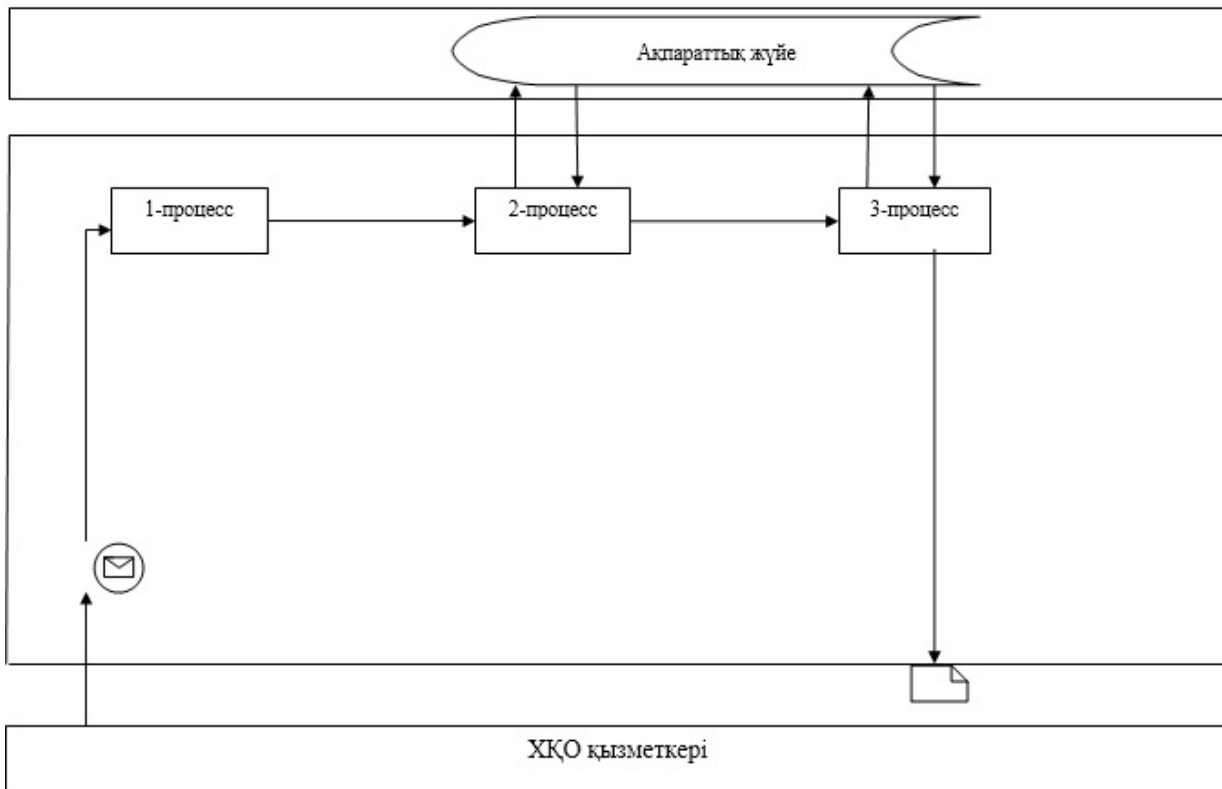 Ақпараттық жүйе
1-процесс
2-процесс
3-процесс
ХҚО қызметкері